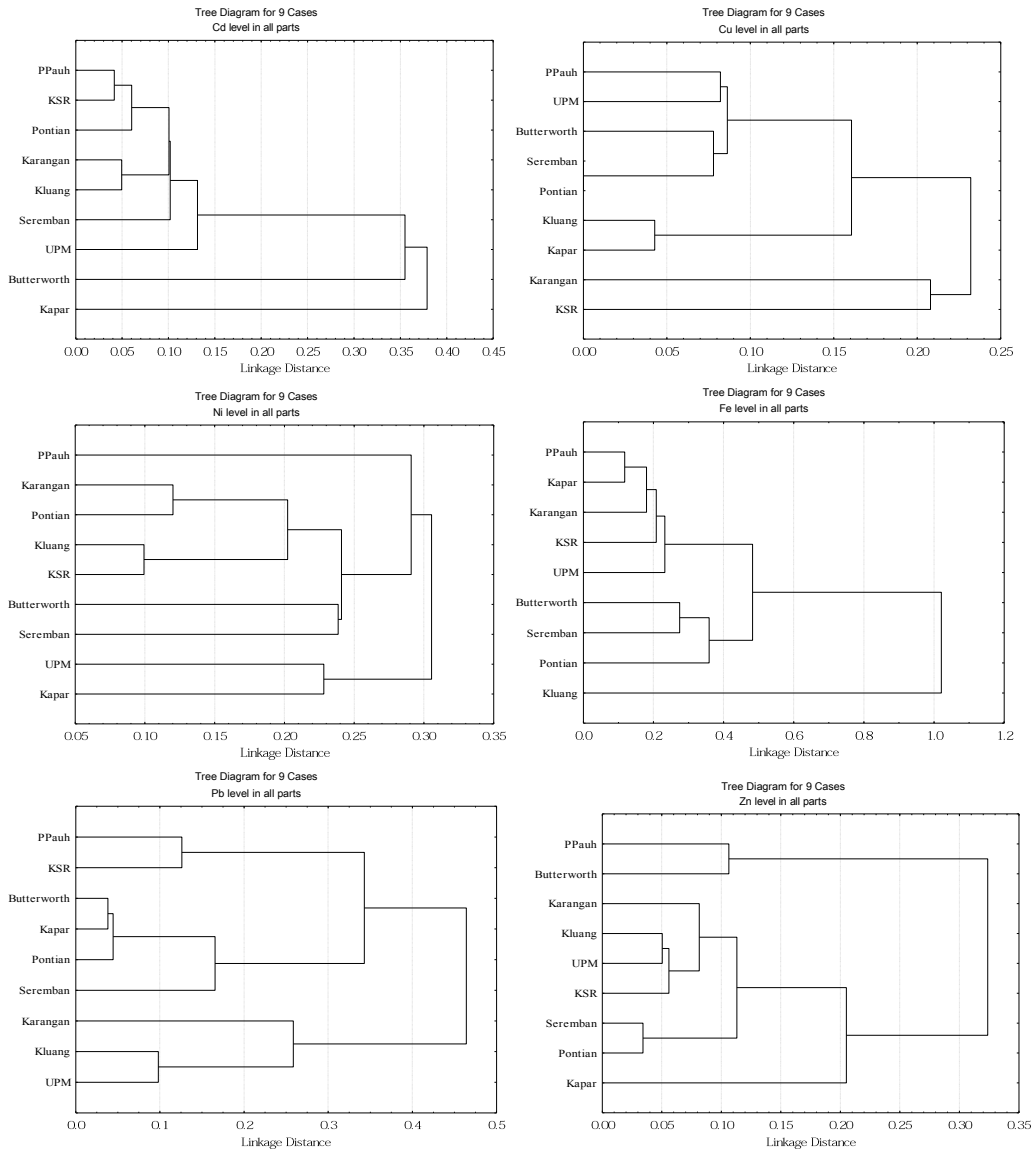 Tree Diagram for 9 Cases
Cd level in all parts
PPauh
KSR
Pontian
Karangan
Kluang
Seremban
UPM
Butterworth
Kapar
0.00 0.05 0.10 0.15 0.20 0.25 0.30 0.35 0.40 0.45
Linkage Distance
Tree Diagram for 9 Cases
Cu level in all parts
PPauh
UPM
Butterworth
Seremban
Pontian
Kluang
Kapar
Karangan
KSR
0.00 0.05 0.10 0.15 0.20 0.25
Linkage Distance
Tree Diagram for 9 Cases
Ni level in all parts
PPauh
Karangan
Pontian
Kluang
KSR
Butterworth
Seremban
UPM
Kapar
0.05 0.10 0.15 0.20 0.25 0.30 0.35
Linkage Distance
Tree Diagram for 9 Cases
Fe level in all parts
PPauh
Kapar
Karangan
KSR
UPM
Butterworth
Seremban
Pontian
Kluang
0.0 0.2 0.4 0.6 0.8 1.0 1.2
Linkage Distance
Tree Diagram for 9 Cases
Pb level in all parts
PPauh
KSR
Butterworth
Kapar
Pontian
Seremban
Karangan
Kluang
UPM
0.0 0.1 0.2 0.3 0.4 0.5
Linkage Distance
Tree Diagram for 9 Cases
Zn level in all parts
PPauh
Butterworth
Karangan
Kluang
UPM
KSR
Seremban
Pontian
Kapar
0.00 0.05 0.10 0.15 0.20 0.25 0.30 0.35
Linkage Distance